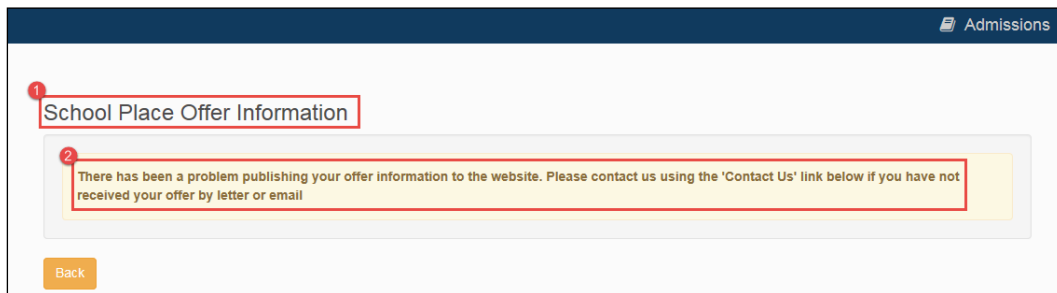 Admissions
1
School Place Offer Information
2
There has been a problem publishing your offer information to the website. Please contact us using the 'Contact Us' link below if you have not
received your offer by letter or email
Back